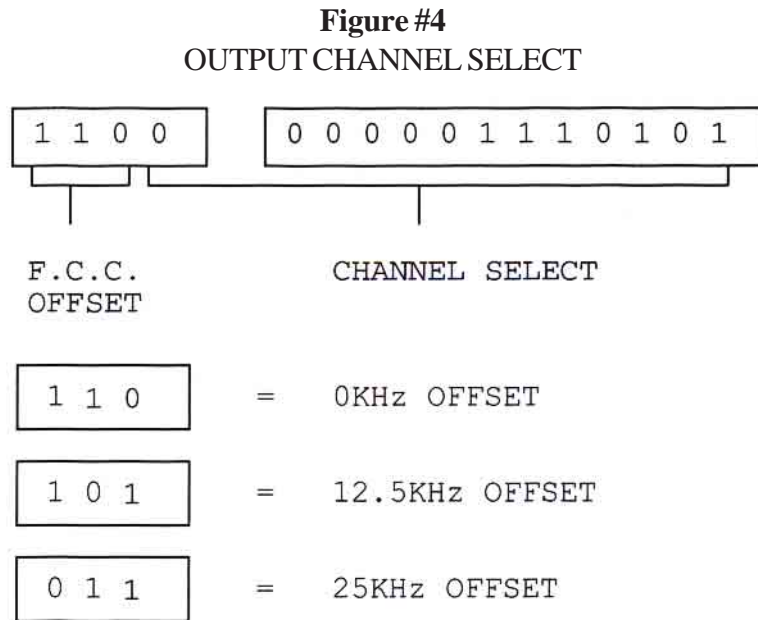 Figure #4
OUTPUT CHANNEL SELECT
1 1 0 0 0 0 0 0 0 1 1 1 0 1 0 1
F.C.C. CHANNEL SELECT
OFFSET
1 1 0 = 0KHz OFFSET
1 0 1 = 12.5KHz OFFSET
0 1 1 = 25KHz OFFSET